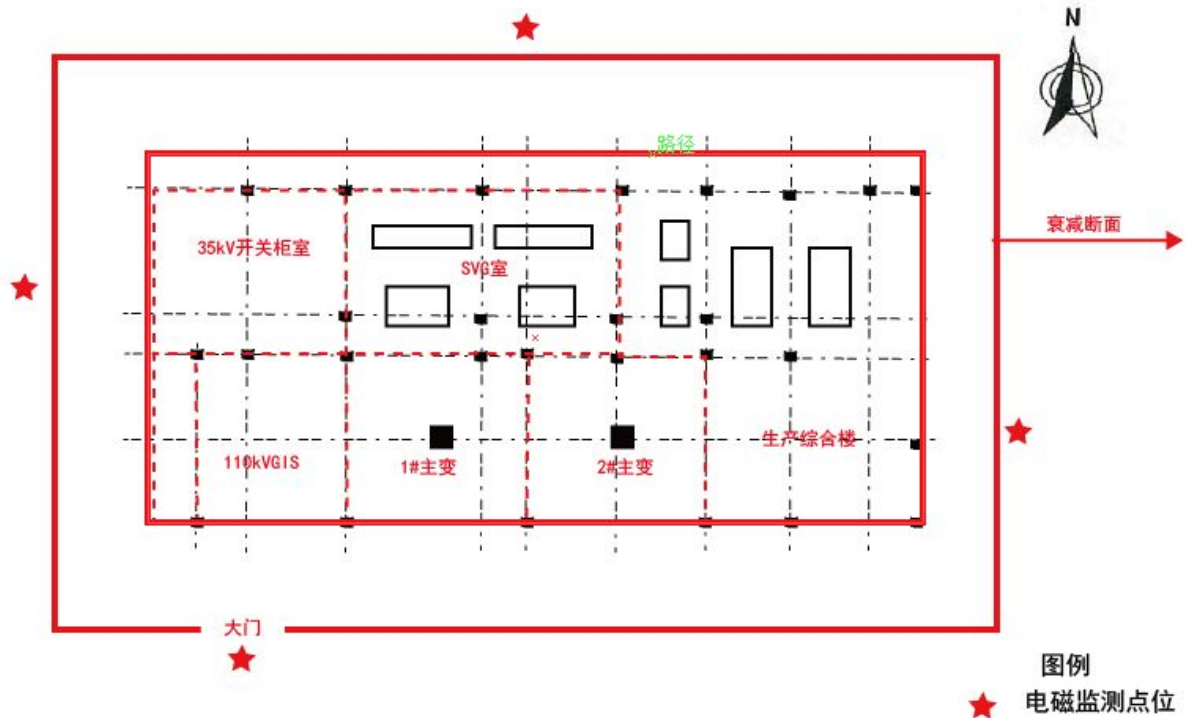 N
路径
衰减断面
35kV开关柜室
SVG室
110kVGIS
1#主变
2#主变
生产综合楼
大门
图例
电磁监测点位